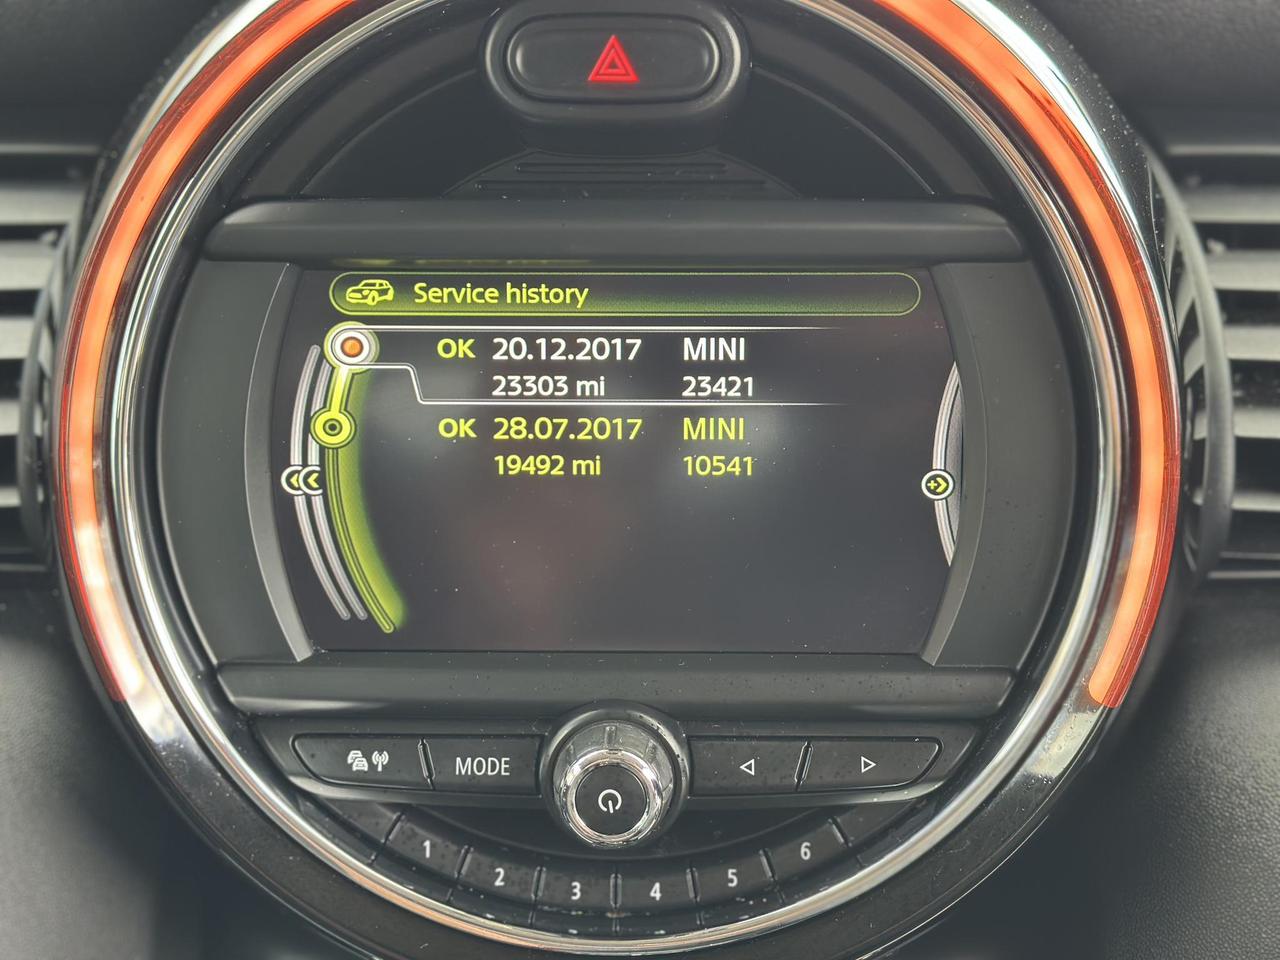 Service history
OK 20.12.2017 MINI
23303 mi 23421
OK 28.07.2017 MINI
19492 mi 10541
MODE
1 2 3 4 5 6